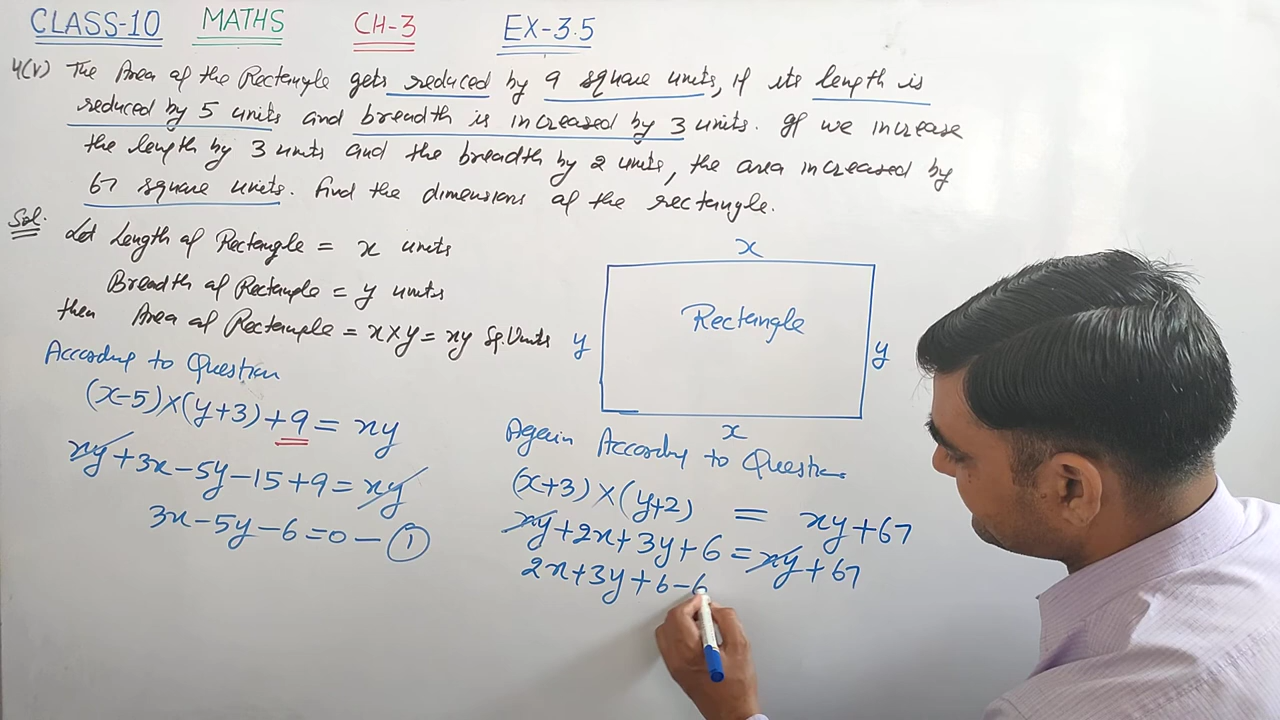 CLASS-10 MATHS CH-3 EX-3.5
4(v) The Area of the Rectangle gets reduced by 9 square units, if its length is
reduced by 5 units and breadth is increased by 3 units. If we increase
the length by 3 units and the breadth by 2 units, the area increased by
67 square units. Find the dimensions of the rectangle.
Sol.
Let Length of Rectangle = x units
Breadth of Rectangle = y units
then Area of Rectangle = x×y = xy Sq. Units
According to Question
(x-5)×(y+3)+9 = xy
xy+3x-5y-15+9=xy
3x-5y-6=0-①
x
y
Rectangle
y
x
Again According to Question
(x+3)×(y+2) = xy+67
xy+2x+3y+6=xy+67
2x+3y+6-6